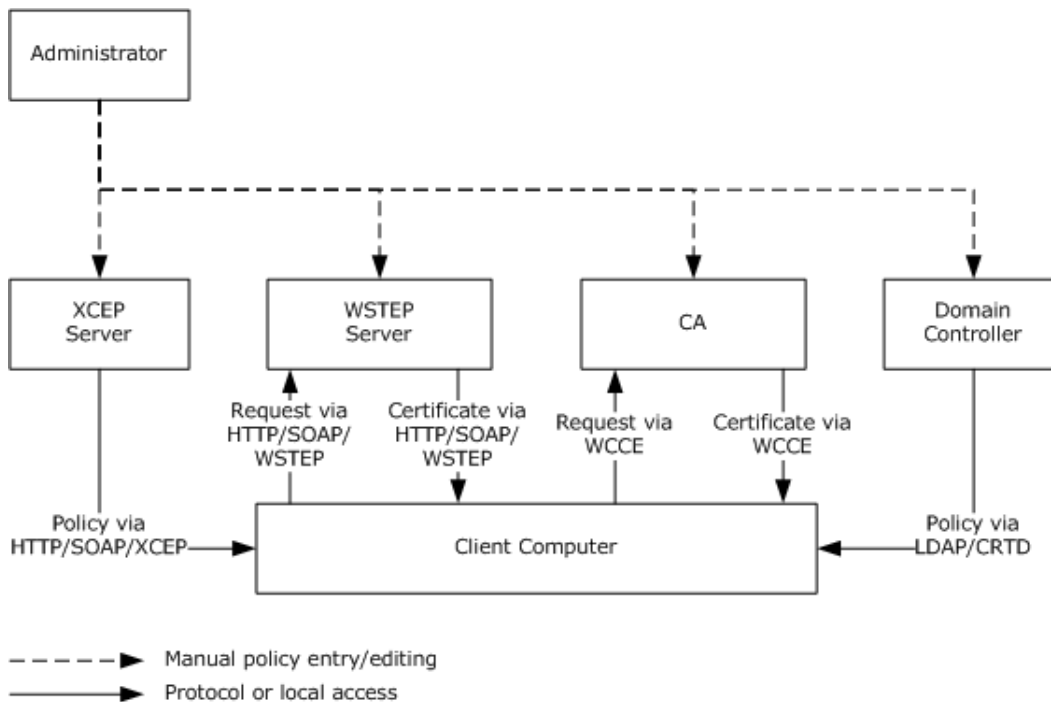 Administrator
XCEP
Server
WSTEP
Server
CA
Domain
Controller
Request via
HTTP/SOAP/
WSTEP
Certificate via
HTTP/SOAP/
WSTEP
Request via
WCCE
Certificate via
WCCE
Policy via
HTTP/SOAP/XCEP
Client Computer
Policy via
LDAP/CRTD
Manual policy entry/editing
Protocol or local access